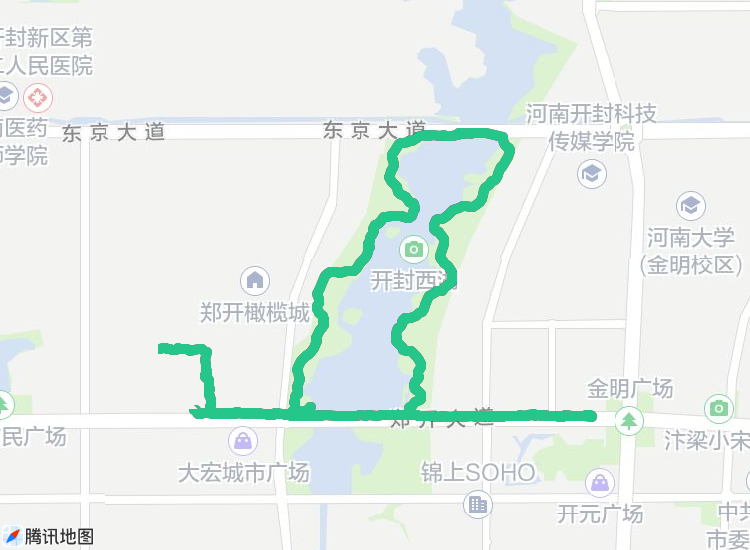 开封新区第
人民医院
医药
学院
东京大道
东京大道
河南开封科技
传媒学院
河南大学
(金明校区)
开封西湖
郑开橄榄城
金明广场
民广场
郑开大道
汴梁小宋
大宏城市广场
锦上SOHO
开元广场
中共
市委
腾讯地图